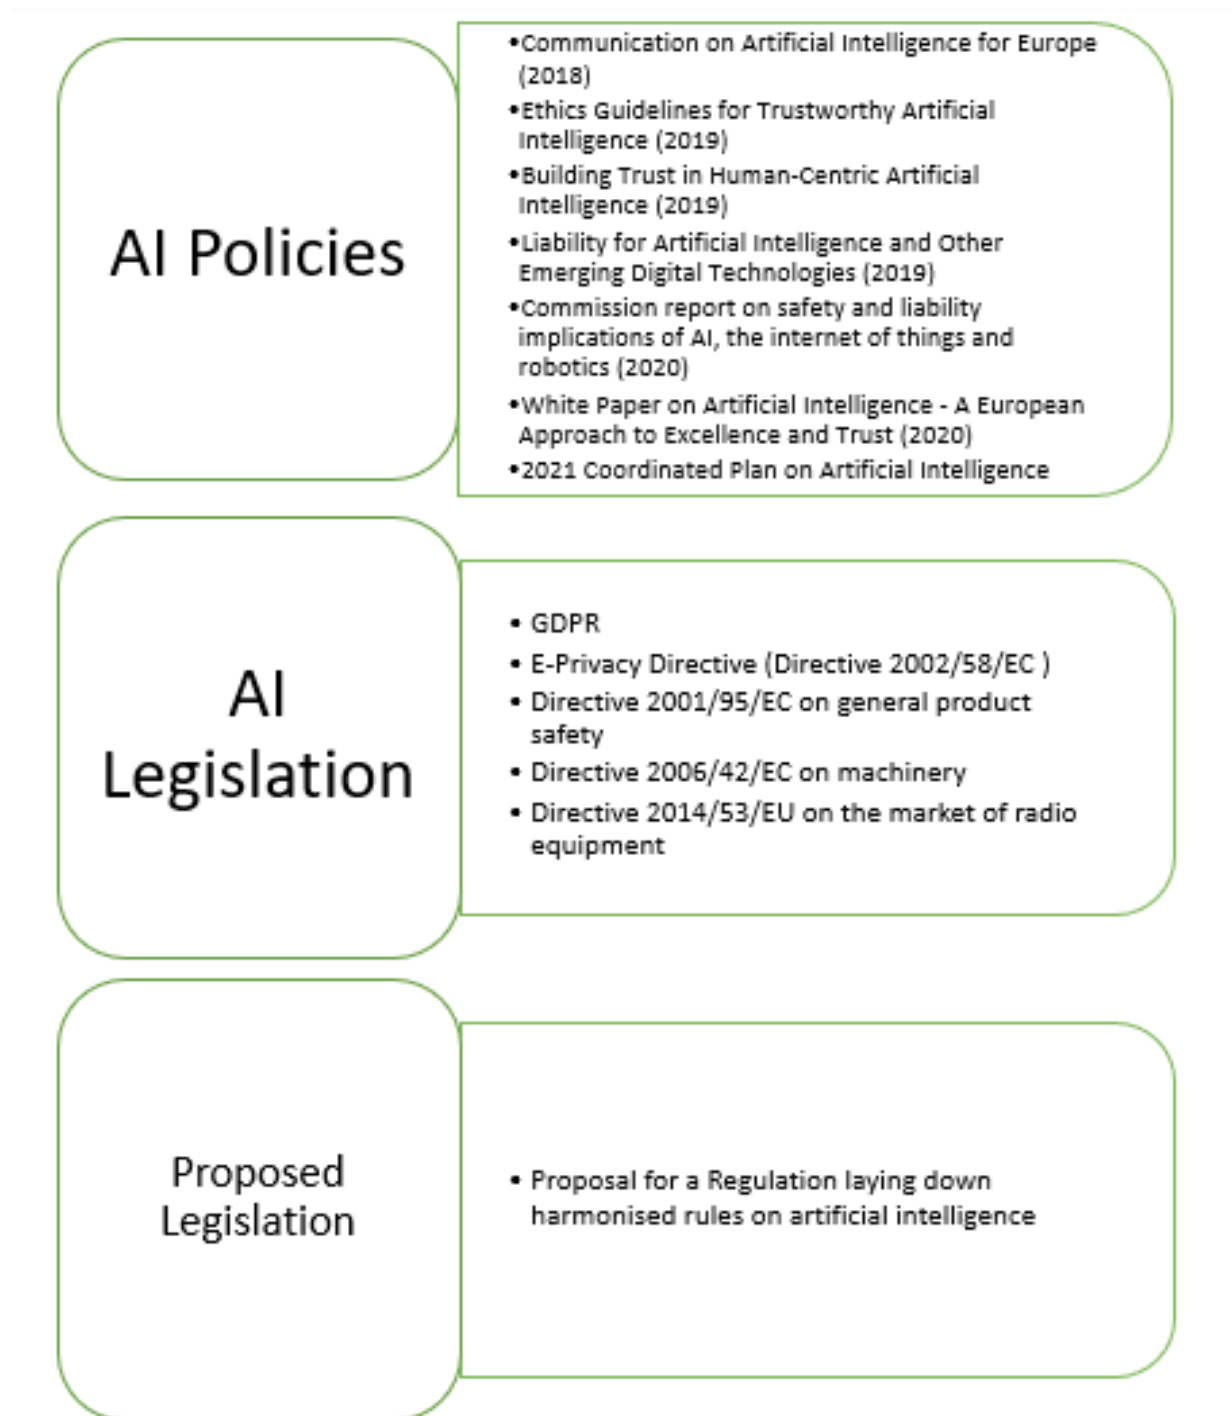 AI Policies
•Communication on Artificial Intelligence for Europe
(2018)
•Ethics Guidelines for Trustworthy Artificial
Intelligence (2019)
•Building Trust in Human-Centric Artificial
Intelligence (2019)
•Liability for Artificial Intelligence and Other
Emerging Digital Technologies (2019)
•Commission report on safety and liability
implications of AI, the internet of things and
robotics (2020)
•White Paper on Artificial Intelligence - A European
Approach to Excellence and Trust (2020)
•2021 Coordinated Plan on Artificial Intelligence
AI
Legislation
• GDPR
• E-Privacy Directive (Directive 2002/58/EC )
• Directive 2001/95/EC on general product
safety
• Directive 2006/42/EC on machinery
• Directive 2014/53/EU on the market of radio
equipment
Proposed
Legislation
• Proposal for a Regulation laying down
harmonised rules on artificial intelligence